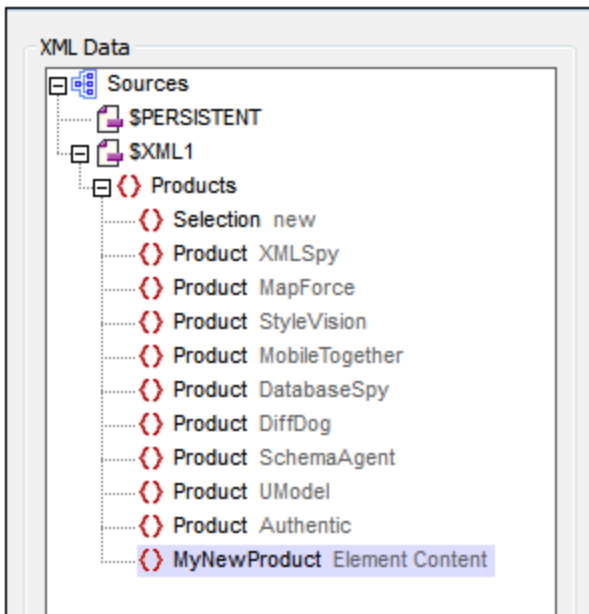 XML Data
Sources
$PERSISTENT
$XML1
Products
Selection new
Product XMLSpy
Product MapForce
Product StyleVision
Product MobileTogether
Product DatabaseSpy
Product DiffDog
Product SchemaAgent
Product UModel
Product Authentic
MyNewProduct Element Content